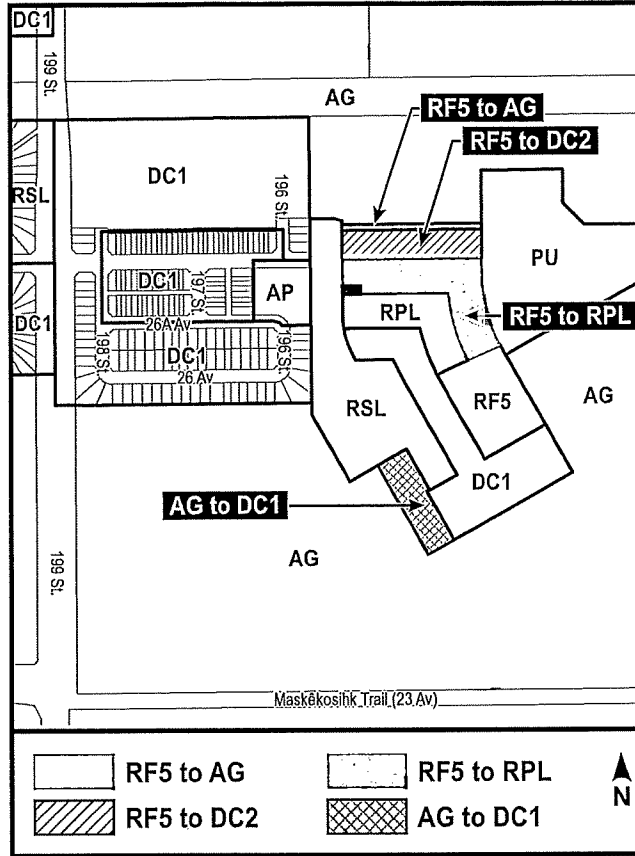 DC1
199 St.
AG
RF5 to AG
RF5 to DC2
DC1
196 St.
RSL
PU
DC1
197 St.
AP
RF5 to RPL
RPL
DC1
26A Av
198 St.
DC1
196 St.
26 Av
AG
RSL
RF5
DC1
AG to DC1
AG
199 St.
Maskêkosihk Trail (23 Av)
RF5 to AG
RF5 to RPL
RF5 to DC2
AG to DC1
N